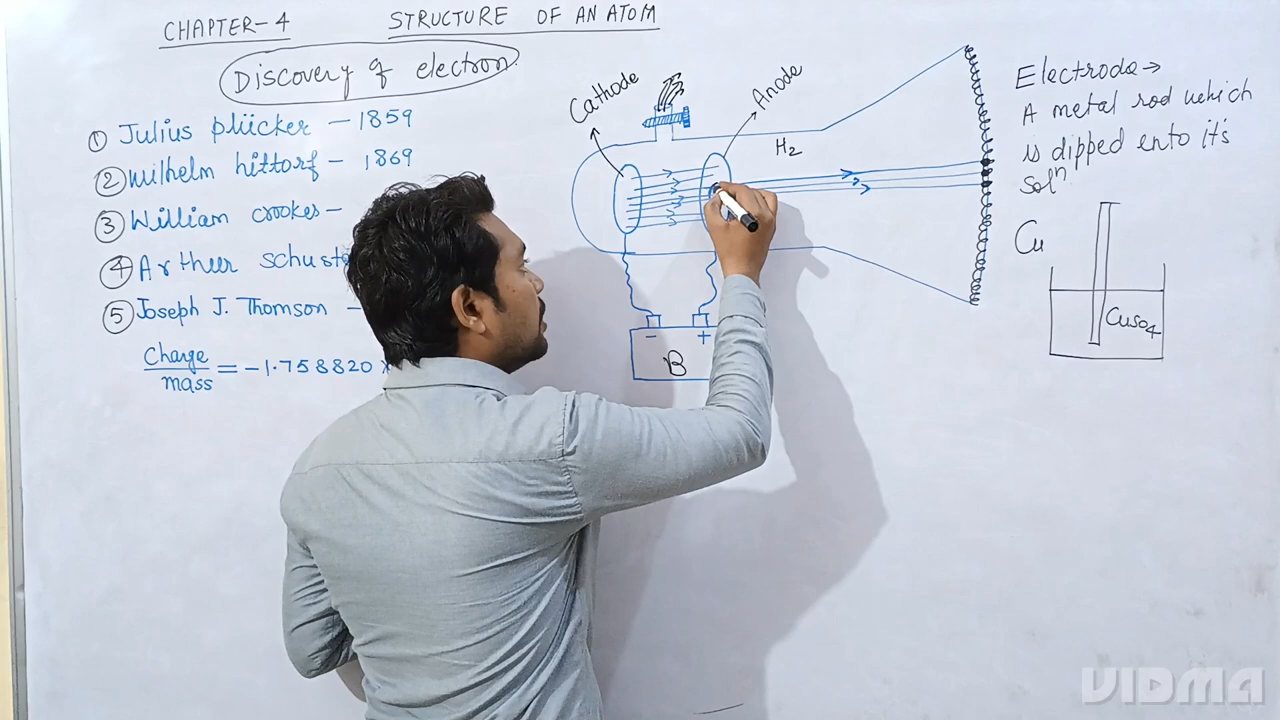 CHAPTER-4 STRUCTURE OF AN ATOM
Discovery of electron
① Julius plücker - 1859
② Wilhelm hittorf - 1869
③ William crookes -
④ Arthur schuste
⑤ Joseph J. Thomson -
Charge
mass
= -1.758820 ×
Cathode
Anode
H2
- +
B
Electrode →
A metal rod which
is dipped into it's
Solⁿ
Cu
CuSO4
VIDMA